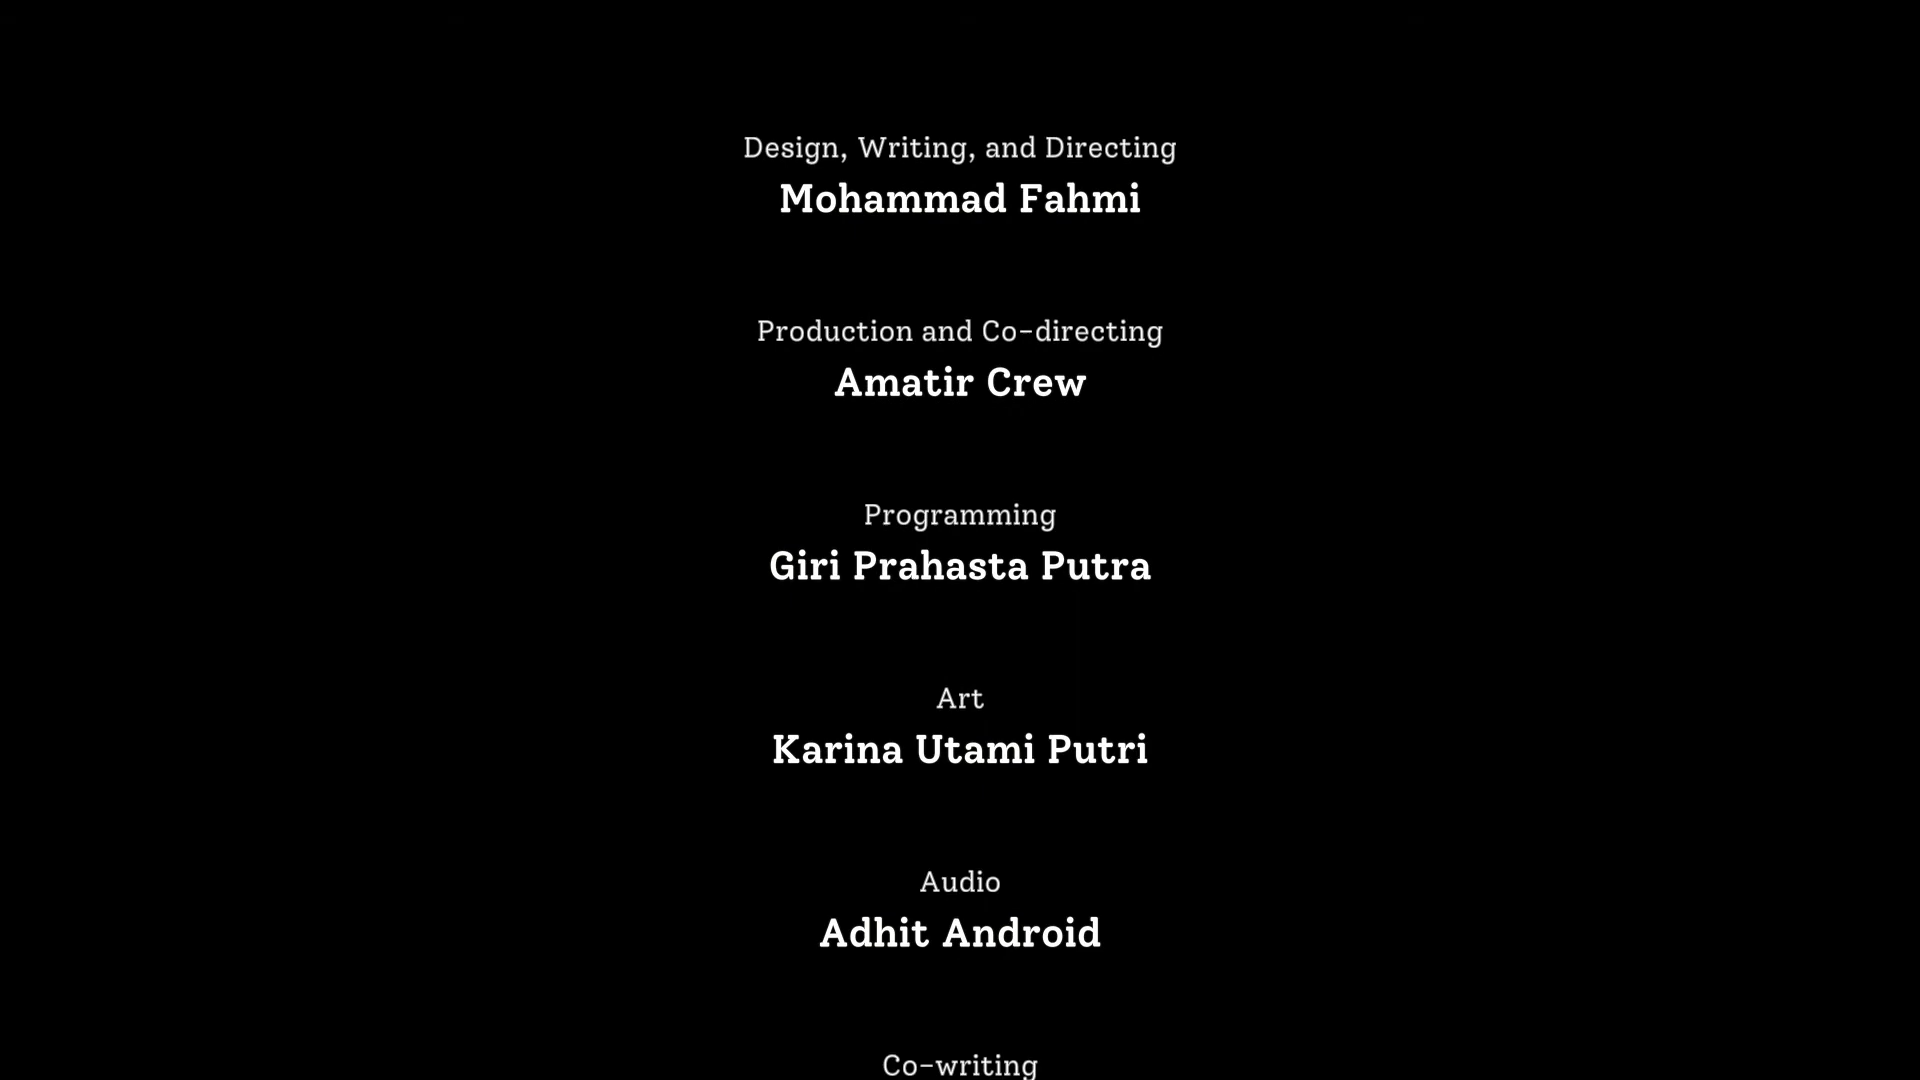 Design, Writing, and Directing
Mohammad Fahmi
Production and Co-directing
Amatir Crew
Programming
Giri Prahasta Putra
Art
Karina Utami Putri
Audio
Adhit Android
Co-writing